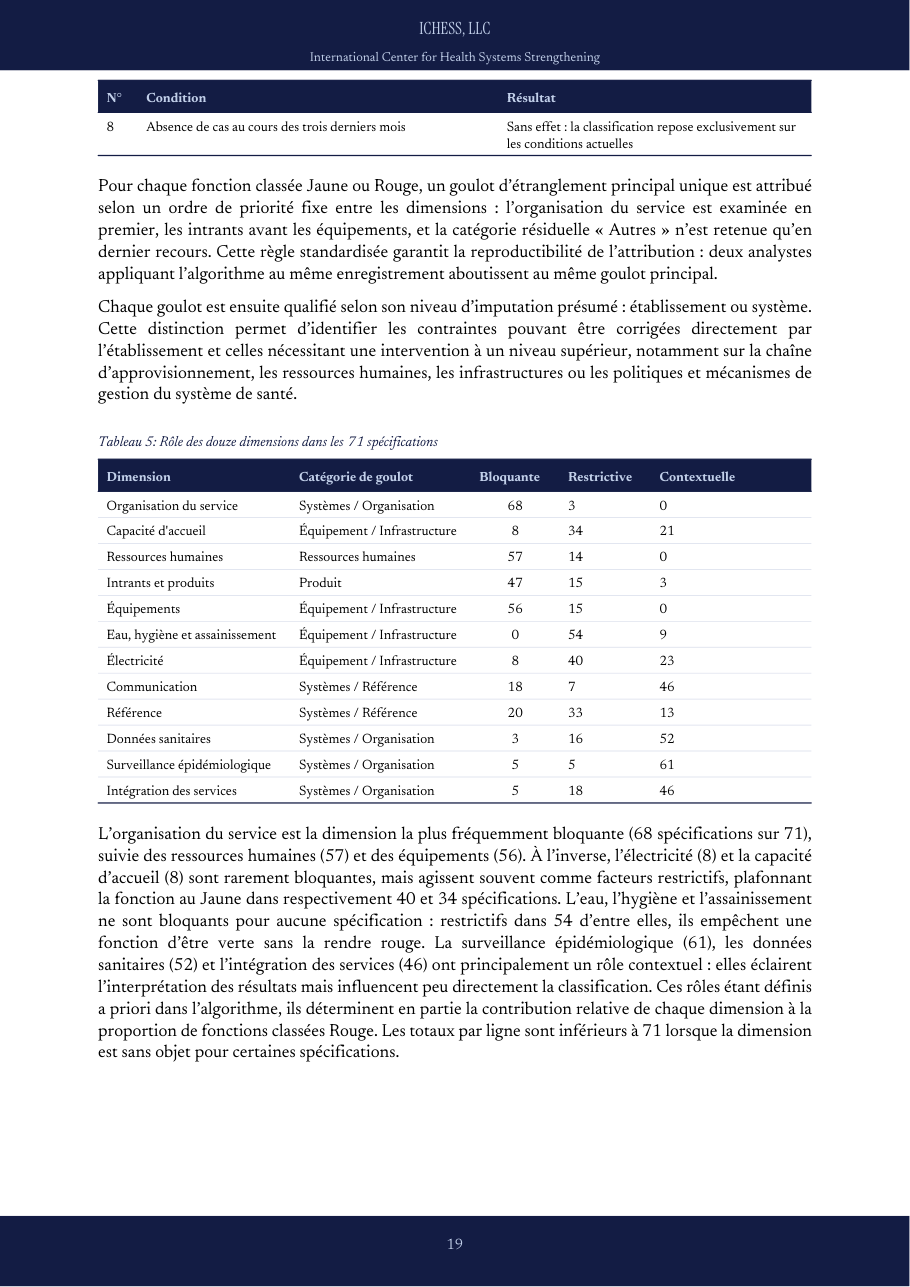 ICHESS, LLC
International Center for Health Systems Strengthening
N° Condition Résultat
8 Absence de cas au cours des trois derniers mois Sans effet : la classification repose exclusivement sur
les conditions actuelles
Pour chaque fonction classée Jaune ou Rouge, un goulot d’étranglement principal unique est attribué
selon un ordre de priorité fixe entre les dimensions : l’organisation du service est examinée en
premier, les intrants avant les équipements, et la catégorie résiduelle « Autres » n’est retenue qu’en
dernier recours. Cette règle standardisée garantit la reproductibilité de l’attribution : deux analystes
appliquant l’algorithme au même enregistrement aboutissent au même goulot principal.
Chaque goulot est ensuite qualifié selon son niveau d’imputation présumé : établissement ou système.
Cette distinction permet d’identifier les contraintes pouvant être corrigées directement par
l’établissement et celles nécessitant une intervention à un niveau supérieur, notamment sur la chaîne
d’approvisionnement, les ressources humaines, les infrastructures ou les politiques et mécanismes de
gestion du système de santé.
Tableau 5: Rôle des douze dimensions dans les 71 spécifications
Dimension Catégorie de goulot Bloquante Restrictive Contextuelle
Organisation du service Systèmes / Organisation 68 3 0
Capacité d'accueil Équipement / Infrastructure 8 34 21
Ressources humaines Ressources humaines 57 14 0
Intrants et produits Produit 47 15 3
Équipements Équipement / Infrastructure 56 15 0
Eau, hygiène et assainissement Équipement / Infrastructure 0 54 9
Électricité Équipement / Infrastructure 8 40 23
Communication Systèmes / Référence 18 7 46
Référence Systèmes / Référence 20 33 13
Données sanitaires Systèmes / Organisation 3 16 52
Surveillance épidémiologique Systèmes / Organisation 5 5 61
Intégration des services Systèmes / Organisation 5 18 46
L’organisation du service est la dimension la plus fréquemment bloquante (68 spécifications sur 71),
suivie des ressources humaines (57) et des équipements (56). À l’inverse, l’électricité (8) et la capacité
d’accueil (8) sont rarement bloquantes, mais agissent souvent comme facteurs restrictifs, plafonnant
la fonction au Jaune dans respectivement 40 et 34 spécifications. L’eau, l’hygiène et l’assainissement
ne sont bloquants pour aucune spécification : restrictifs dans 54 d’entre elles, ils empêchent une
fonction d’être verte sans la rendre rouge. La surveillance épidémiologique (61), les données
sanitaires (52) et l’intégration des services (46) ont principalement un rôle contextuel : elles éclairent
l’interprétation des résultats mais influencent peu directement la classification. Ces rôles étant définis
a priori dans l’algorithme, ils déterminent en partie la contribution relative de chaque dimension à la
proportion de fonctions classées Rouge. Les totaux par ligne sont inférieurs à 71 lorsque la dimension
est sans objet pour certaines spécifications.
19